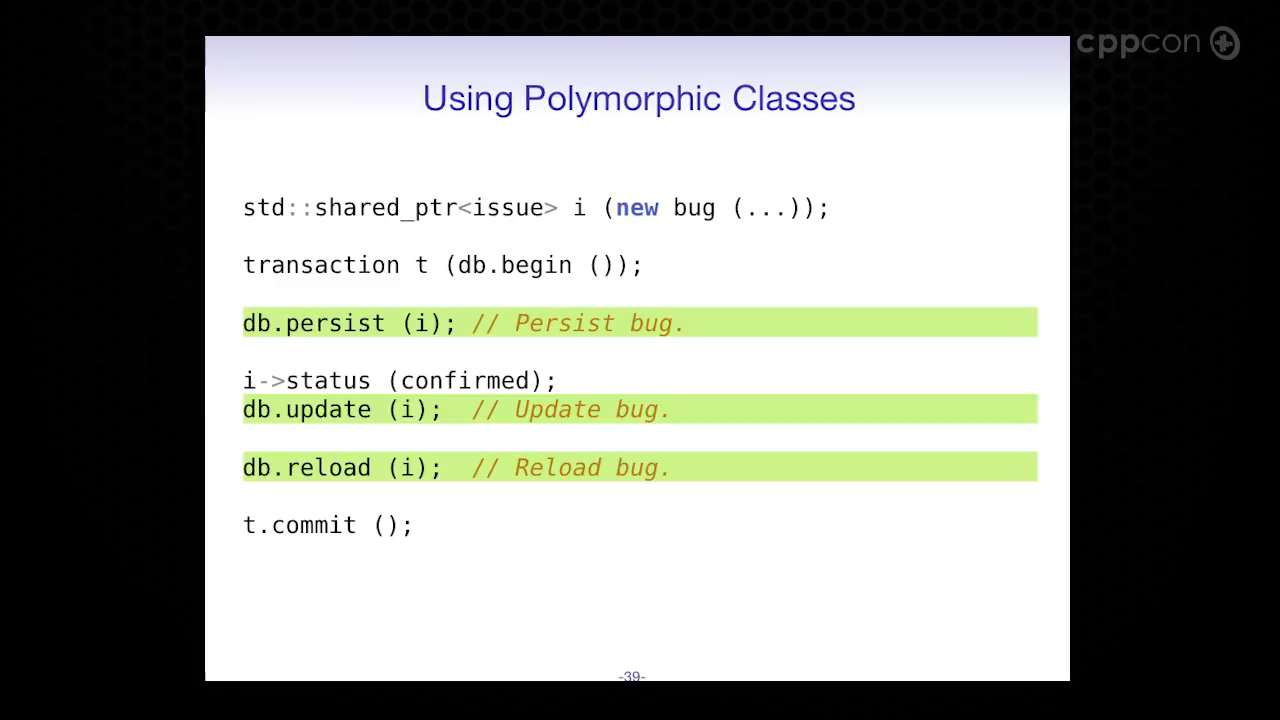 cppcon
Using Polymorphic Classes
std::shared_ptr<issue> i (new bug (...));
transaction t (db.begin ());
db.persist (i); // Persist bug.
i->status (confirmed);
db.update (i);  // Update bug.
db.reload (i);  // Reload bug.
t.commit ();
-39-